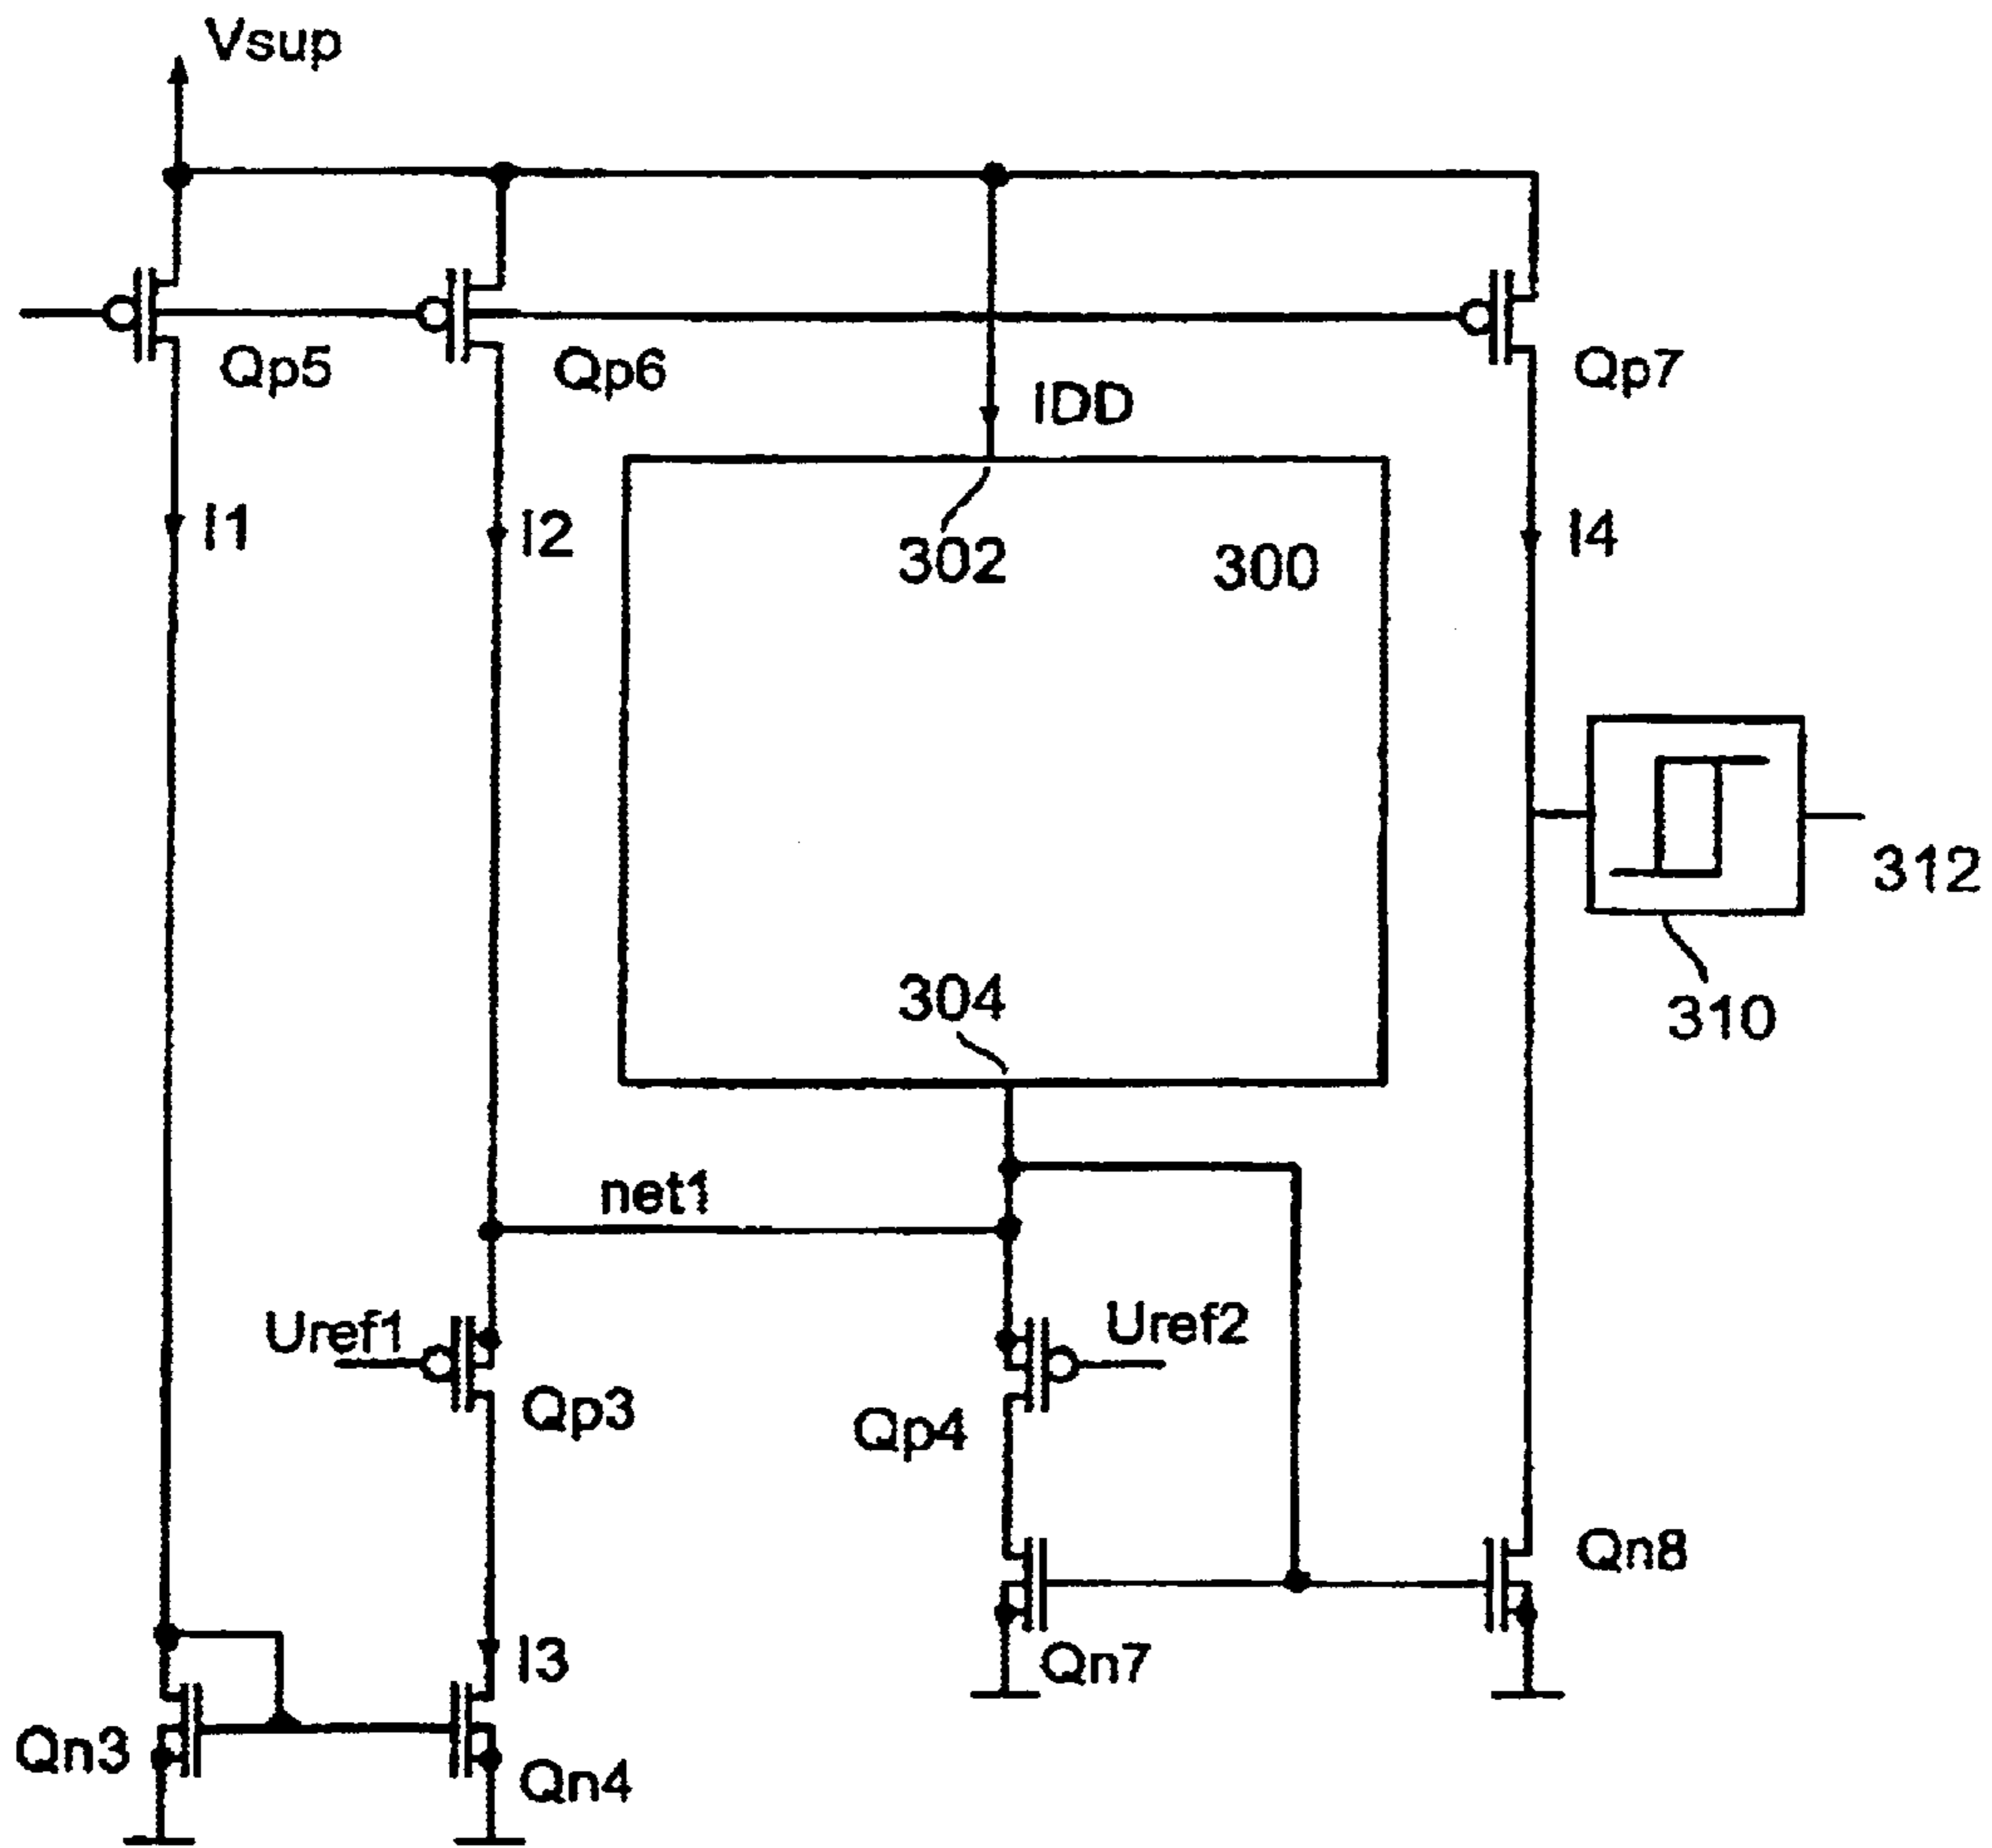 Vsup
Qp5
Qp6
Qp7
IDD
I1
I2
302
300
I4
312
304
310
net1
Uref1
Uref2
Qp3
Qp4
Qn8
I3
Qn7
Qn3
Qn4